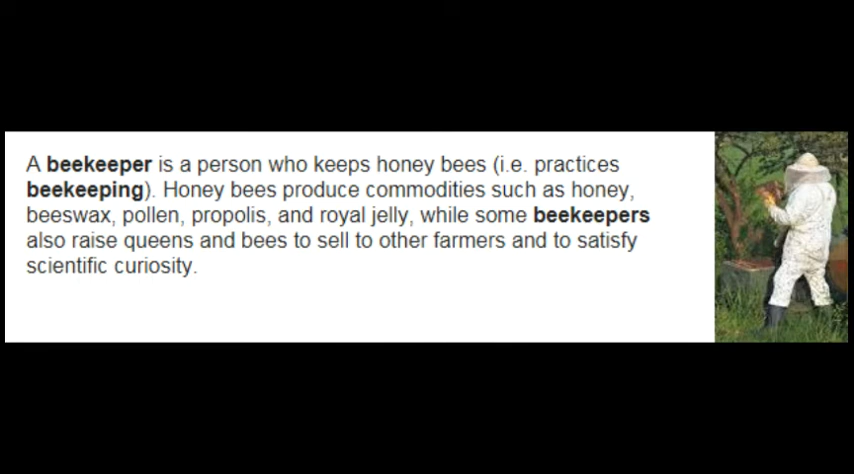 A beekeeper is a person who keeps honey bees (i.e. practices
beekeeping). Honey bees produce commodities such as honey,
beeswax, pollen, propolis, and royal jelly, while some beekeepers
also raise queens and bees to sell to other farmers and to satisfy
scientific curiosity.